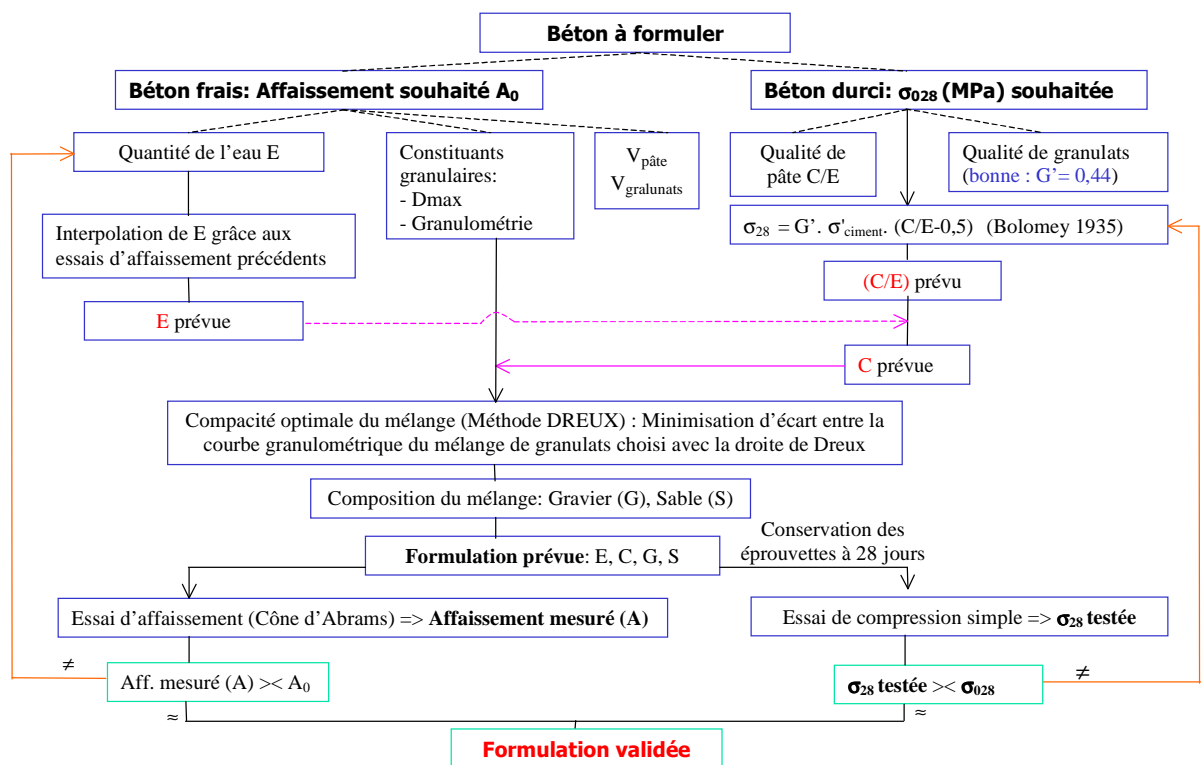 Béton à formuler
Béton frais: Affaissement souhaité A₀
Béton durci: σ₀₂₈ (MPa) souhaitée
Quantité de l'eau E
Constituants
granulaires:
- Dmax
- Granulométrie
V_pâte
V_gralunats
Qualité de
pâte C/E
Qualité de granulats
(bonne : G'= 0,44)
Interpolation de E grâce aux
essais d'affaissement précédents
σ₂₈ = G'. σ'_ciment. (C/E-0,5) (Bolomey 1935)
(C/E) prévu
E prévue
C prévue
Compacité optimale du mélange (Méthode DREUX) : Minimisation d'écart entre la
courbe granulométrique du mélange de granulats choisi avec la droite de Dreux
Composition du mélange: Gravier (G), Sable (S)
Formulation prévue: E, C, G, S
Conservation des
éprouvettes à 28 jours
Essai d'affaissement (Cône d'Abrams) => Affaissement mesuré (A)
Essai de compression simple => σ₂₈ testée
≠
Aff. mesuré (A) >< A₀
σ₂₈ testée >< σ₀₂₈
≠
≈
≈
Formulation validée